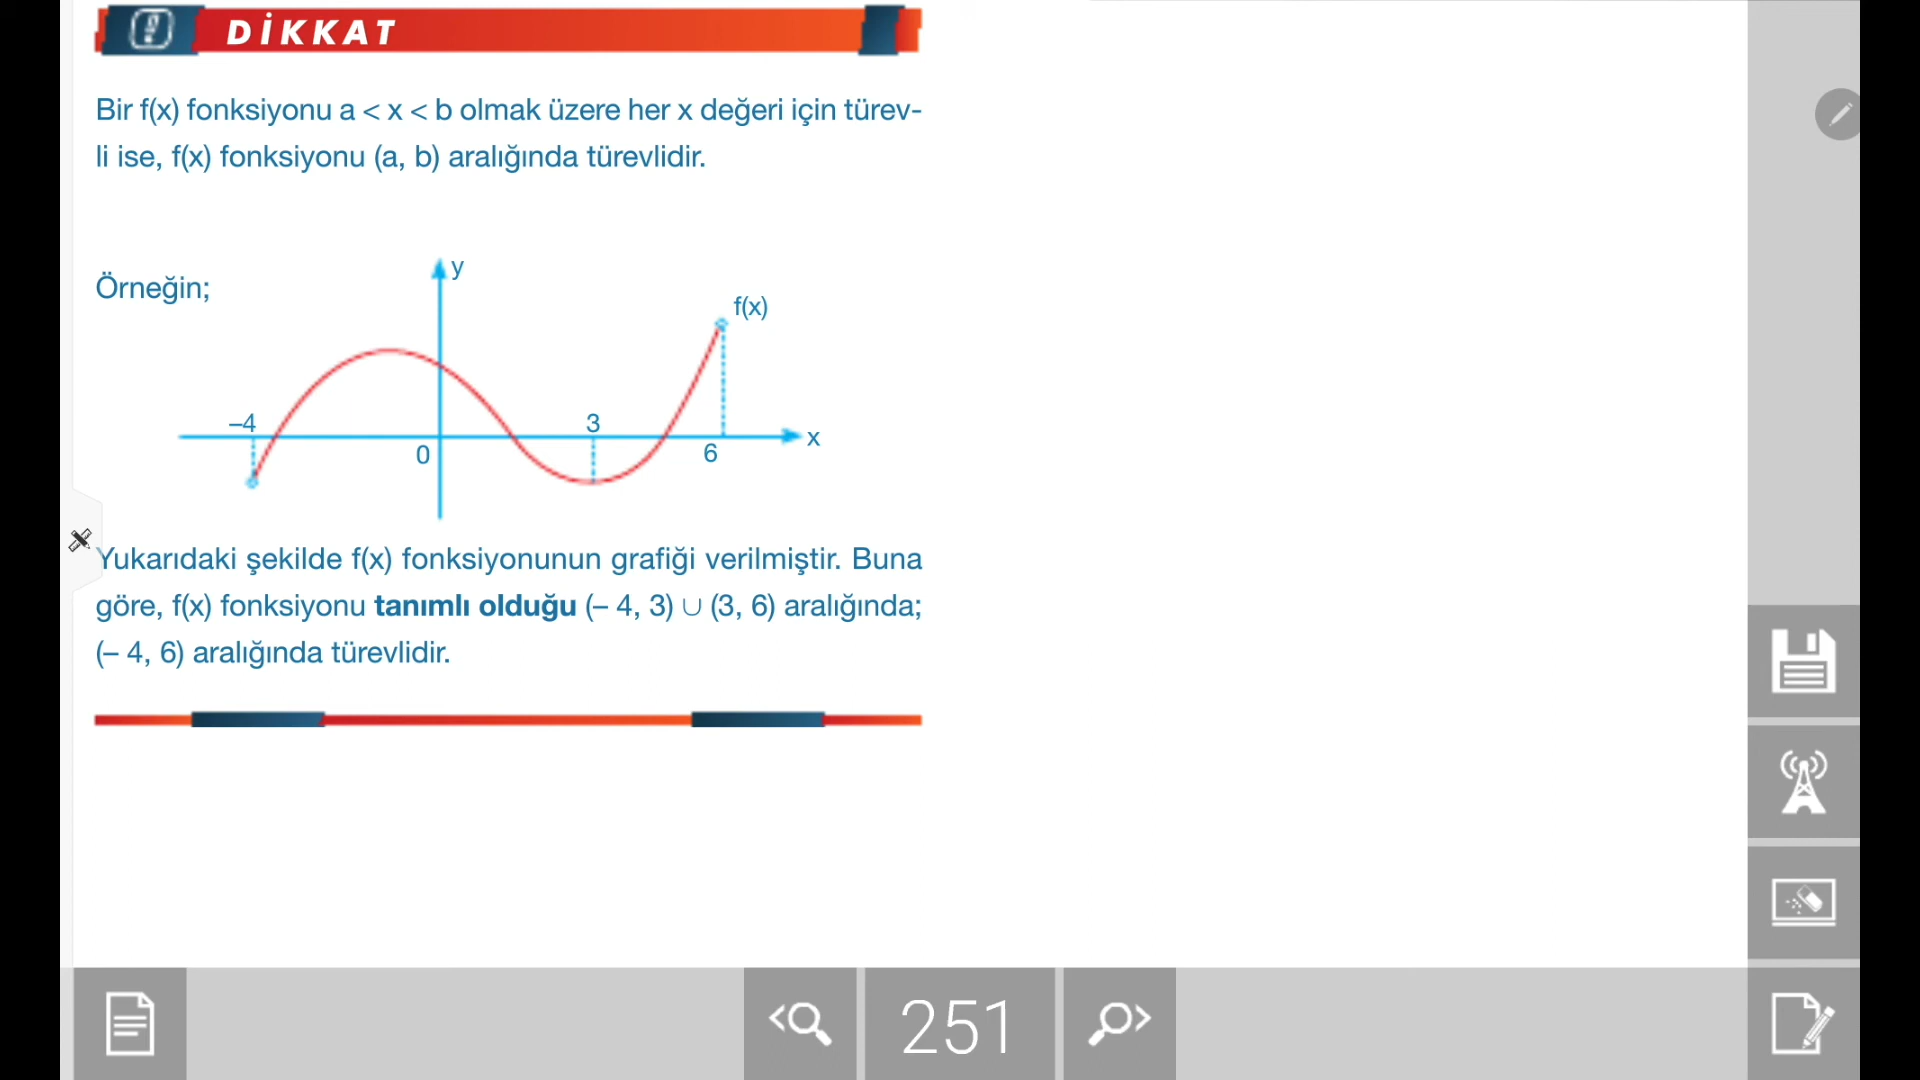 DİKKAT
Bir f(x) fonksiyonu a < x < b olmak üzere her x değeri için türev-
li ise, f(x) fonksiyonu (a, b) aralığında türevlidir.
Örneğin;
y
f(x)
–4
3
x
0
6
Yukarıdaki şekilde f(x) fonksiyonunun grafiği verilmiştir. Buna
göre, f(x) fonksiyonu tanımlı olduğu (– 4, 3) ∪ (3, 6) aralığında;
(– 4, 6) aralığında türevlidir.
251